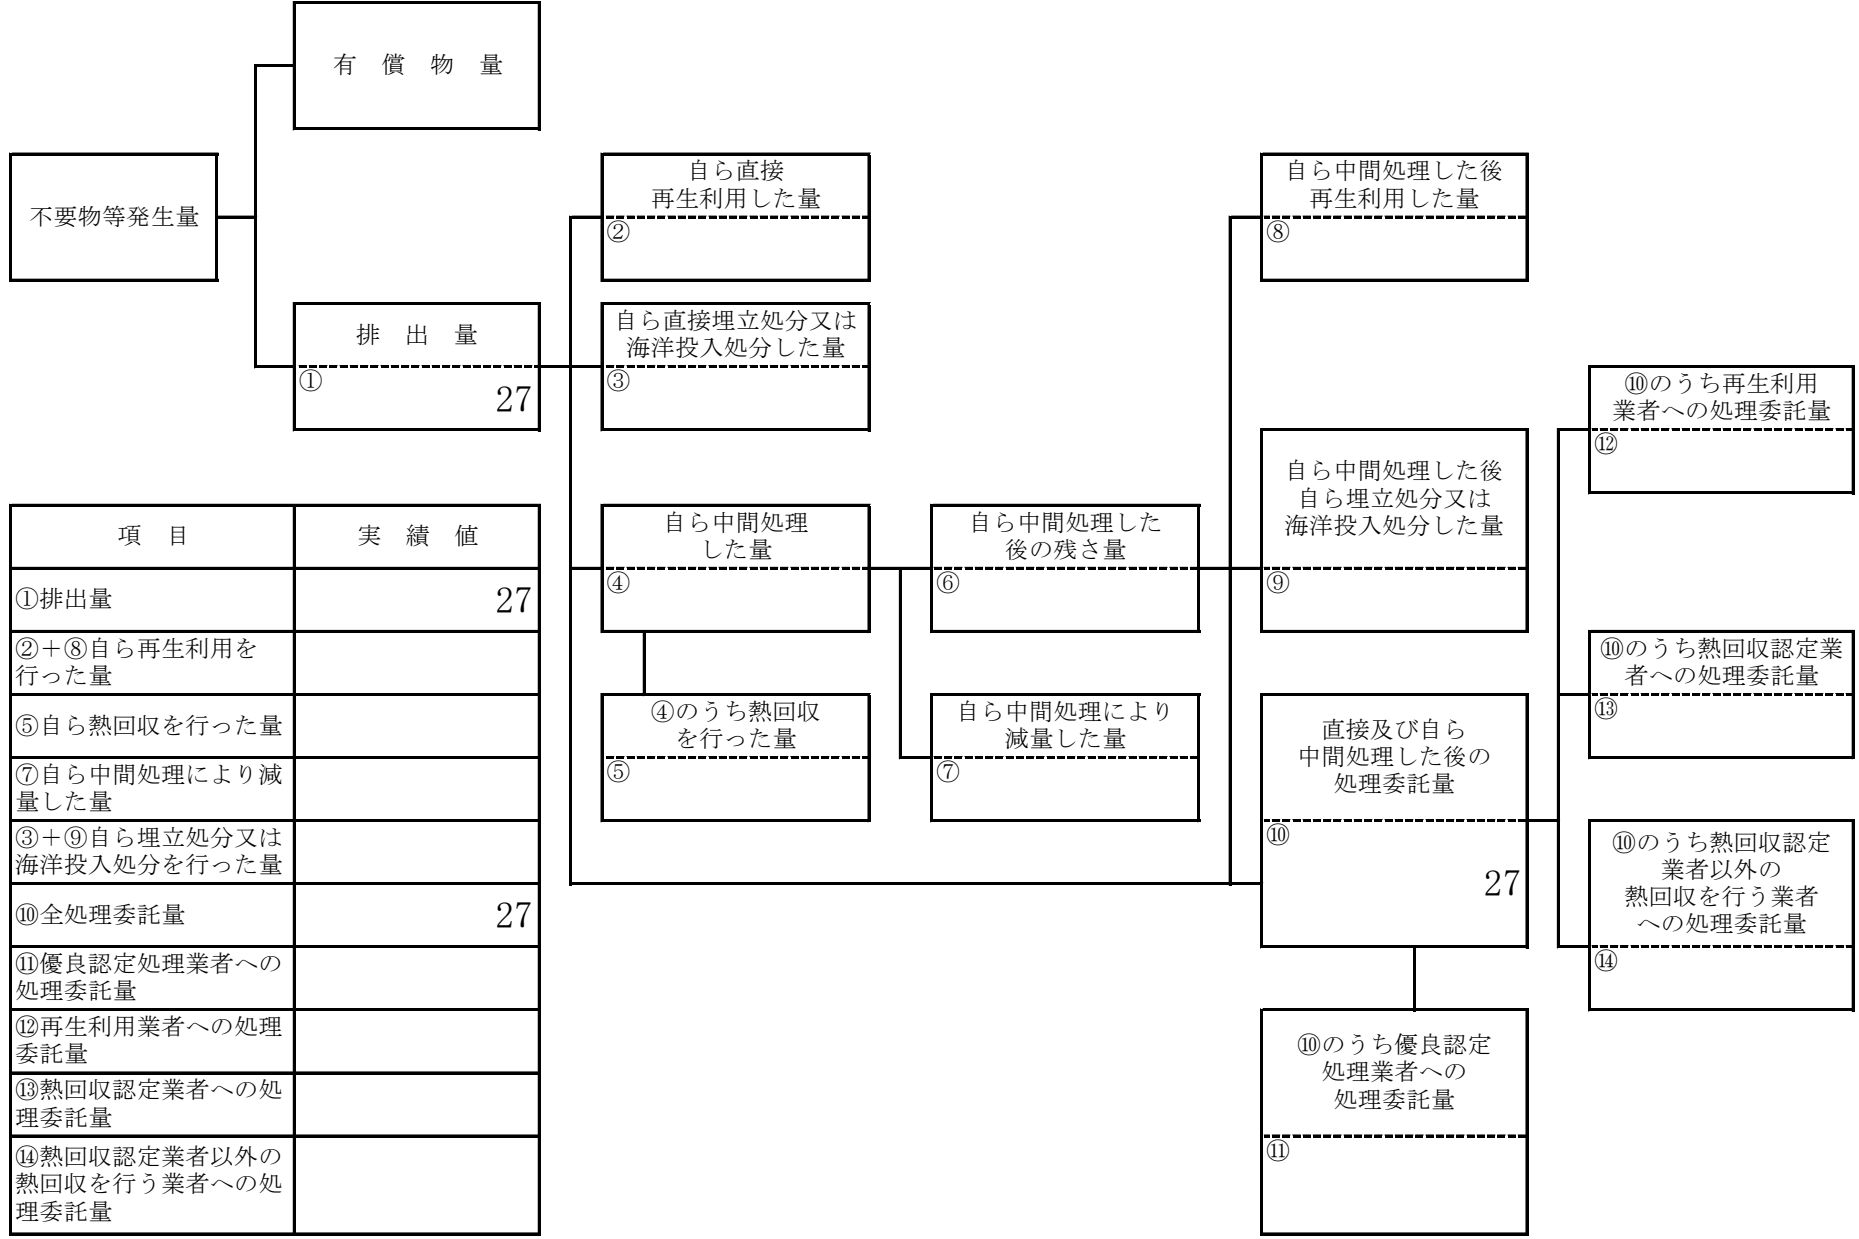 有　償　物　量
不要物等発生量
排　出　量
①
27
自ら直接
再生利用した量
②
自ら直接埋立処分又は
海洋投入処分した量
③
自ら中間処理
した量
④
④のうち熱回収
を行った量
⑤
自ら中間処理した
後の残さ量
⑥
自ら中間処理により
減量した量
⑦
自ら中間処理した後
再生利用した量
⑧
自ら中間処理した後
自ら埋立処分又は
海洋投入処分した量
⑨
直接及び自ら
中間処理した後の
処理委託量
⑩
27
⑩のうち優良認定
処理業者への
処理委託量
⑪
⑩のうち再生利用
業者への処理委託量
⑫
⑩のうち熱回収認定業
者への処理委託量
⑬
⑩のうち熱回収認定
業者以外の
熱回収を行う業者
への処理委託量
⑭
項　目　実　績　値
①排出量　27
②＋⑧自ら再生利用を
行った量
⑤自ら熱回収を行った量
⑦自ら中間処理により減
量した量
③＋⑨自ら埋立処分又は
海洋投入処分を行った量
⑩全処理委託量　27
⑪優良認定処理業者への
処理委託量
⑫再生利用業者への処理
委託量
⑬熱回収認定業者への処
理委託量
⑭熱回収認定業者以外の
熱回収を行う業者への処
理委託量